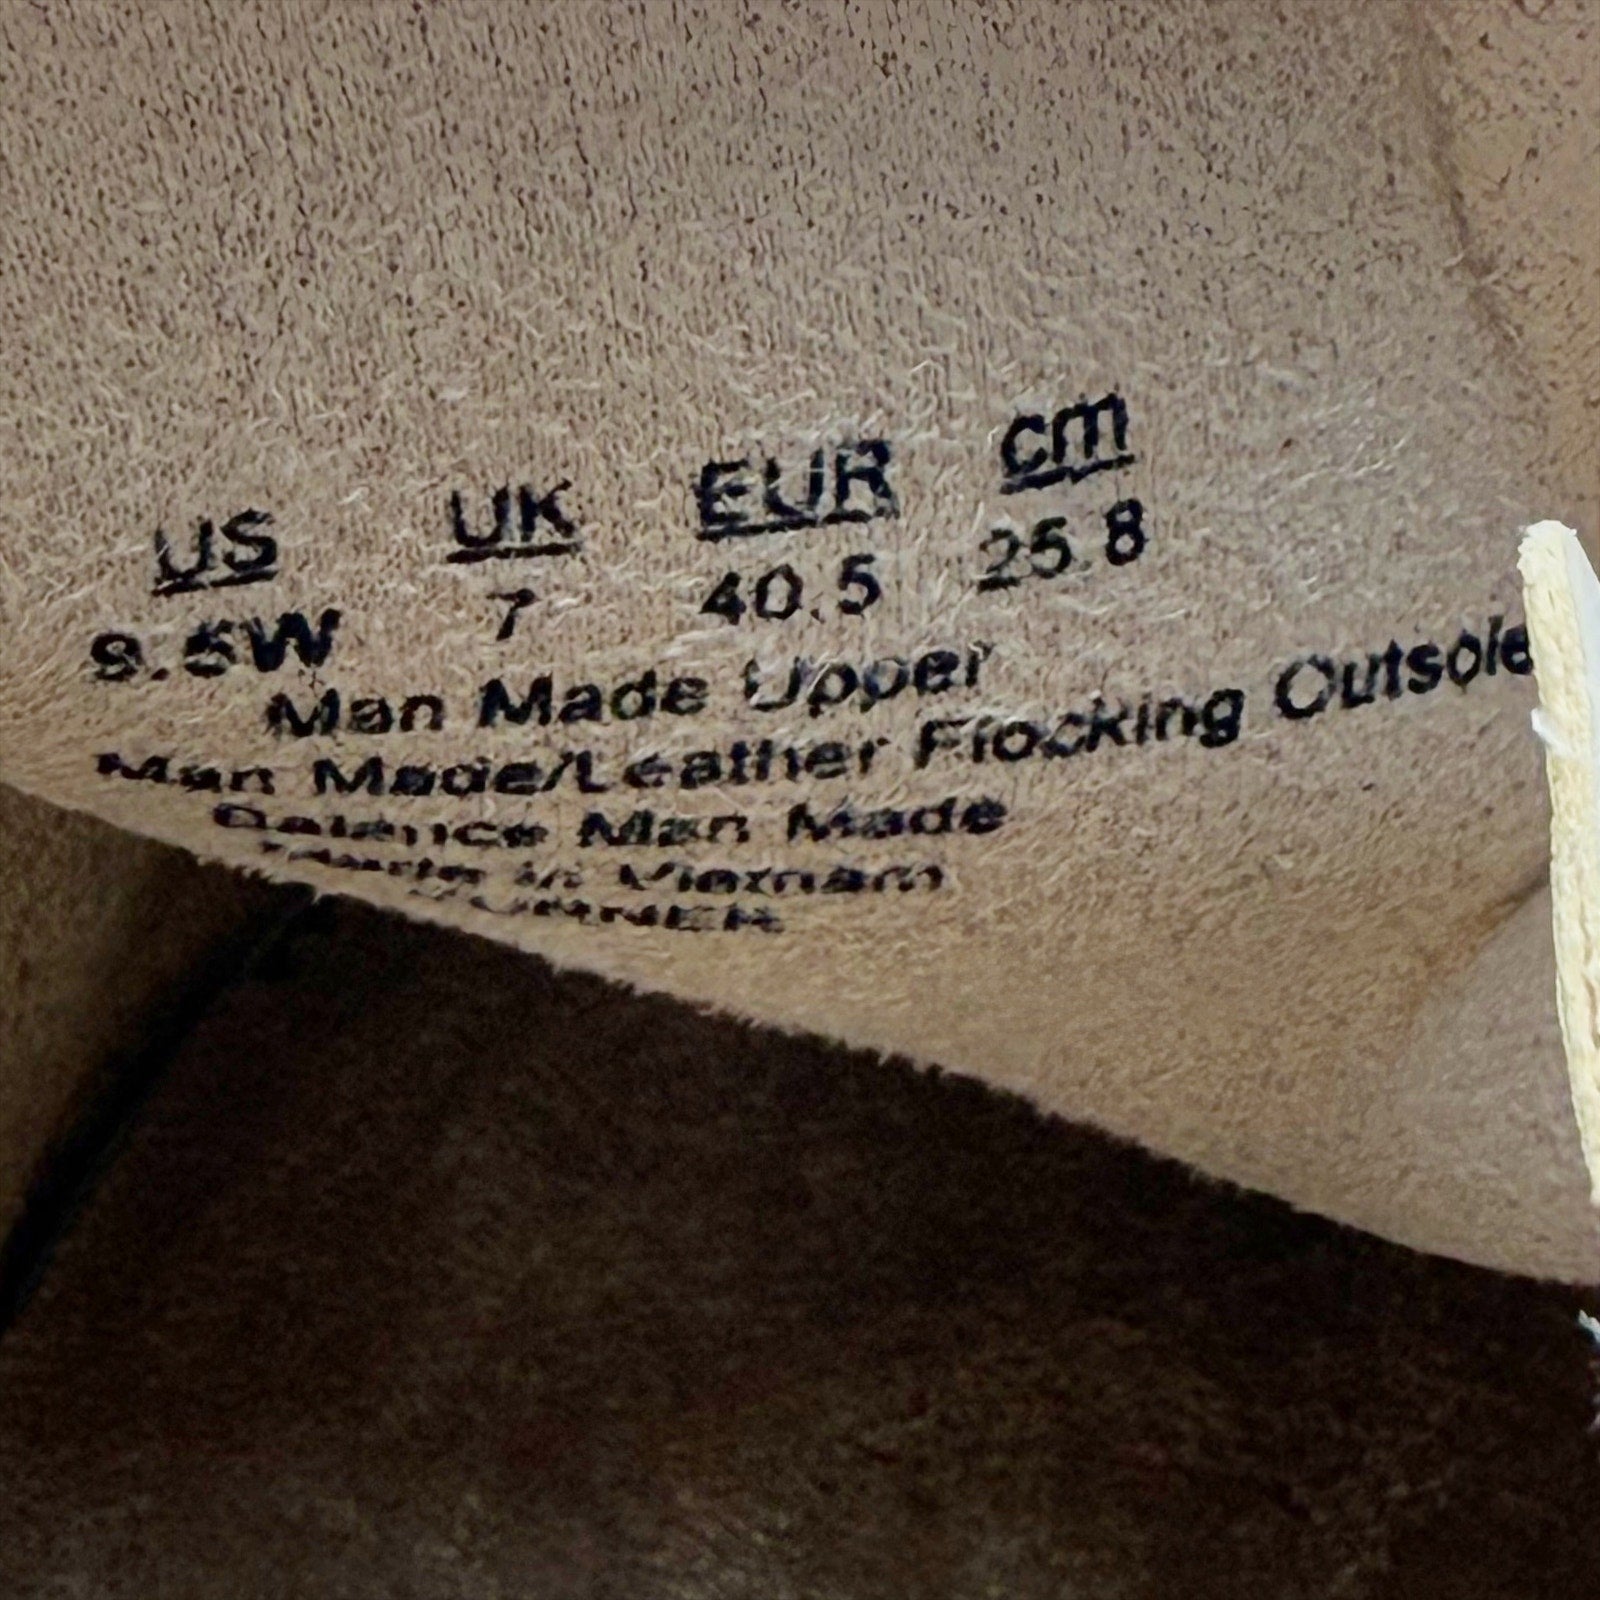 US UK EUR cm
9.5W 7 40.5 25.8
Man Made Upper
Man Made/Leather Flocking Outsole
Balance Man Made
Made in Vietnam